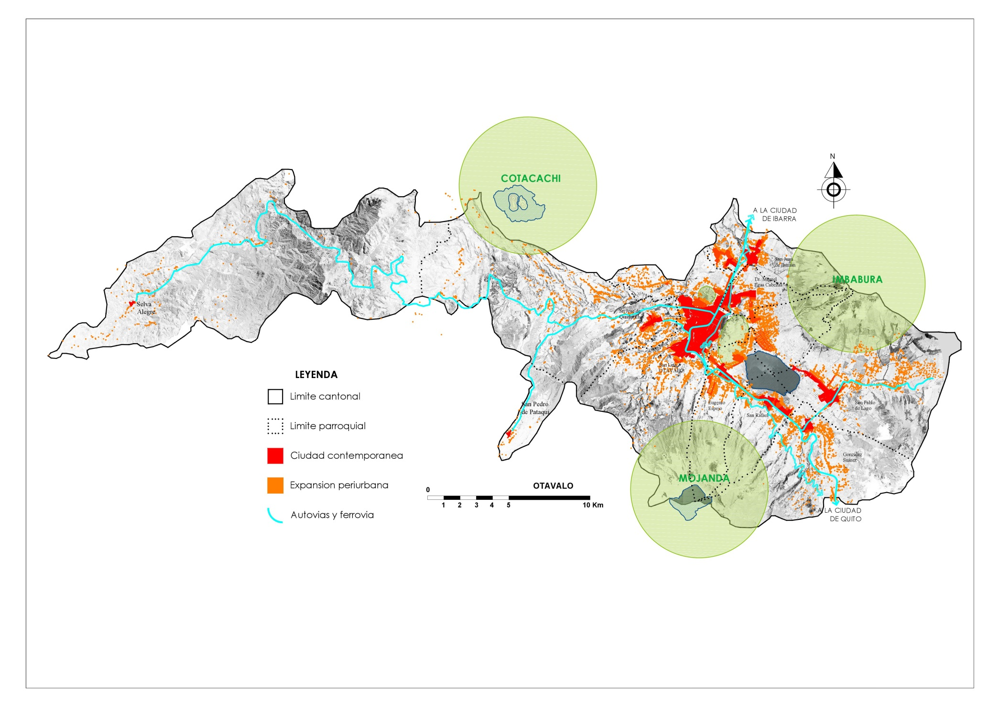 COTACACHI
N
A LA CIUDAD
DE IBARRA
San Juan
de Iluman
IMBABURA
Dr. Miguel
Egas Cabezas
Selva
Alegre
Sn Jose de
Quichinche
San Luis
OTAVALO
LEYENDA
Limite cantonal
Limite parroquial
Ciudad contemporanea
Expansion periurbana
Autovias y ferrovia
San Pedro
de Pataquí
Eugenio
Espejo
San Rafael
San Pablo
de Lago
González
Suárez
MOJANDA
OTAVALO
0
1 2 3 4 5 10 Km
A LA CIUDAD
DE QUITO